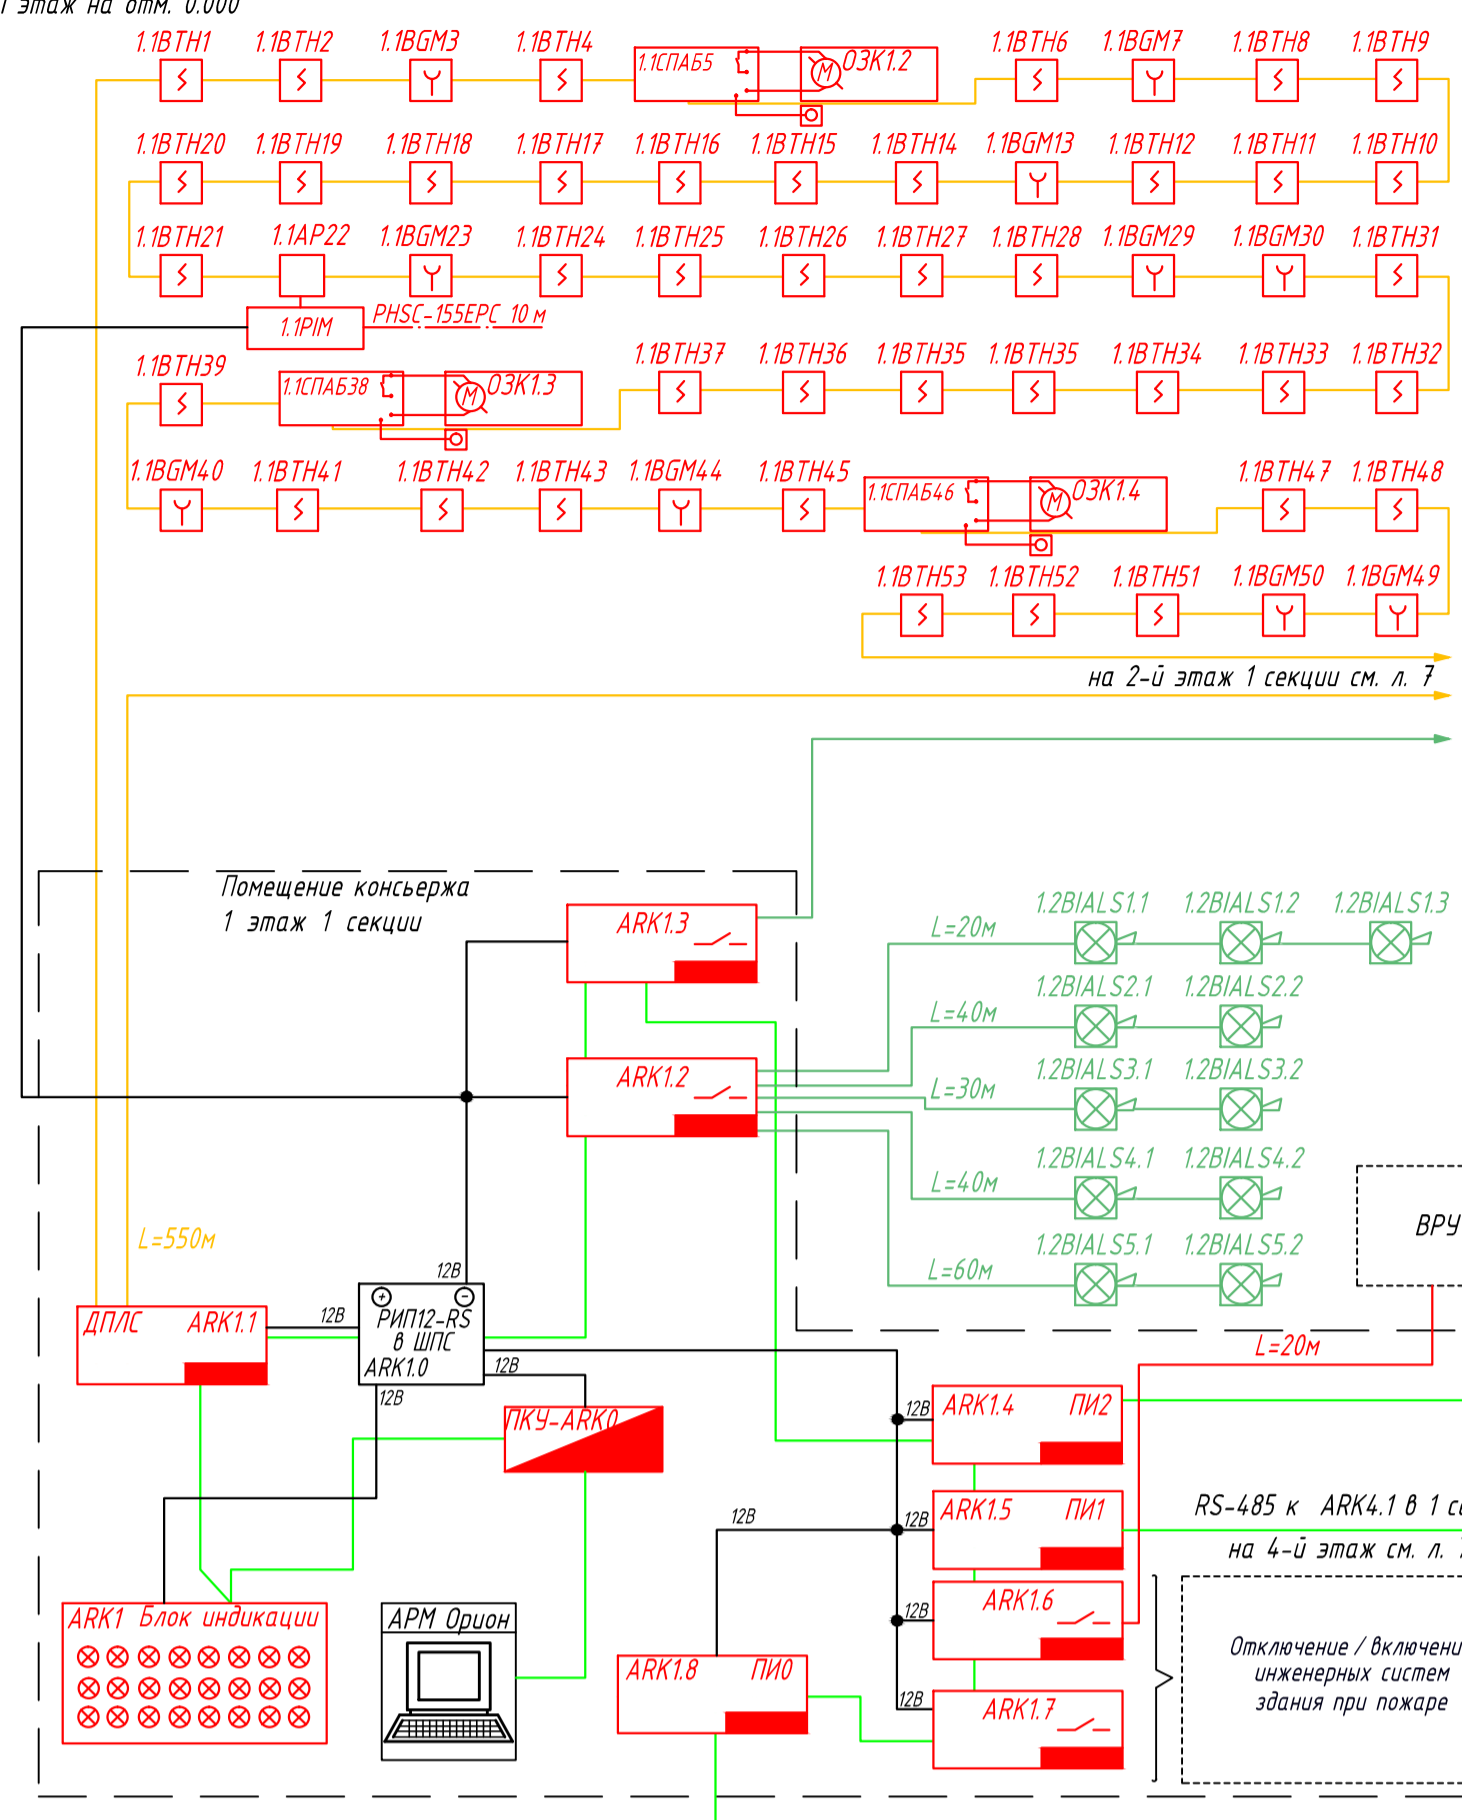 1 этаж на отм. 0.000
1.1BTH1 1.1BTH2 1.1BGM3 1.1BTH4 1.1СПАБ5 M ОЗК1.2 1.1BTH6 1.1BGM7 1.1BTH8 1.1BTH9
1.1BTH20 1.1BTH19 1.1BTH18 1.1BTH17 1.1BTH16 1.1BTH15 1.1BTH14 1.1BGM13 1.1BTH12 1.1BTH11 1.1BTH10
1.1BTH21 1.1AP22 1.1BGM23 1.1BTH24 1.1BTH25 1.1BTH26 1.1BTH27 1.1BTH28 1.1BGM29 1.1BGM30 1.1BTH31
1.1PIM PHSC-155EPC 10 м
1.1BTH39 1.1СПАБ38 M ОЗК1.3 1.1BTH37 1.1BTH36 1.1BTH35 1.1BTH35 1.1BTH34 1.1BTH33 1.1BTH32
1.1BGM40 1.1BTH41 1.1BTH42 1.1BTH43 1.1BGM44 1.1BTH45 1.1СПАБ46 M ОЗК1.4 1.1BTH47 1.1BTH48
1.1BTH53 1.1BTH52 1.1BTH51 1.1BGM50 1.1BGM49
на 2-й этаж 1 секции см. л. 7
Помещение консьержа
1 этаж 1 секции
ARK1.3
L=20м 1.2BIALS1.1 1.2BIALS1.2 1.2BIALS1.3
L=40м 1.2BIALS2.1 1.2BIALS2.2
ARK1.2
L=30м 1.2BIALS3.1 1.2BIALS3.2
L=40м 1.2BIALS4.1 1.2BIALS4.2
L=60м 1.2BIALS5.1 1.2BIALS5.2
ВРУ
L=550м
12В
ДПЛС ARK1.1
12В
+ -
РИП12-RS
в ШПС
ARK1.0
12В
12В
L=20м
ПКУ-ARK0
12В
ARK1.4 ПИ2
12В
ARK1.5 ПИ1
12В
RS-485 к ARK4.1 в 1
на 4-й этаж см. л.
12В
ARK1.6
12В
ARK1.7
ARK1.8 ПИ0
ARK1 Блок индикации
АРМ Орион
Отключение / включени
инженерных систем
здания при пожаре